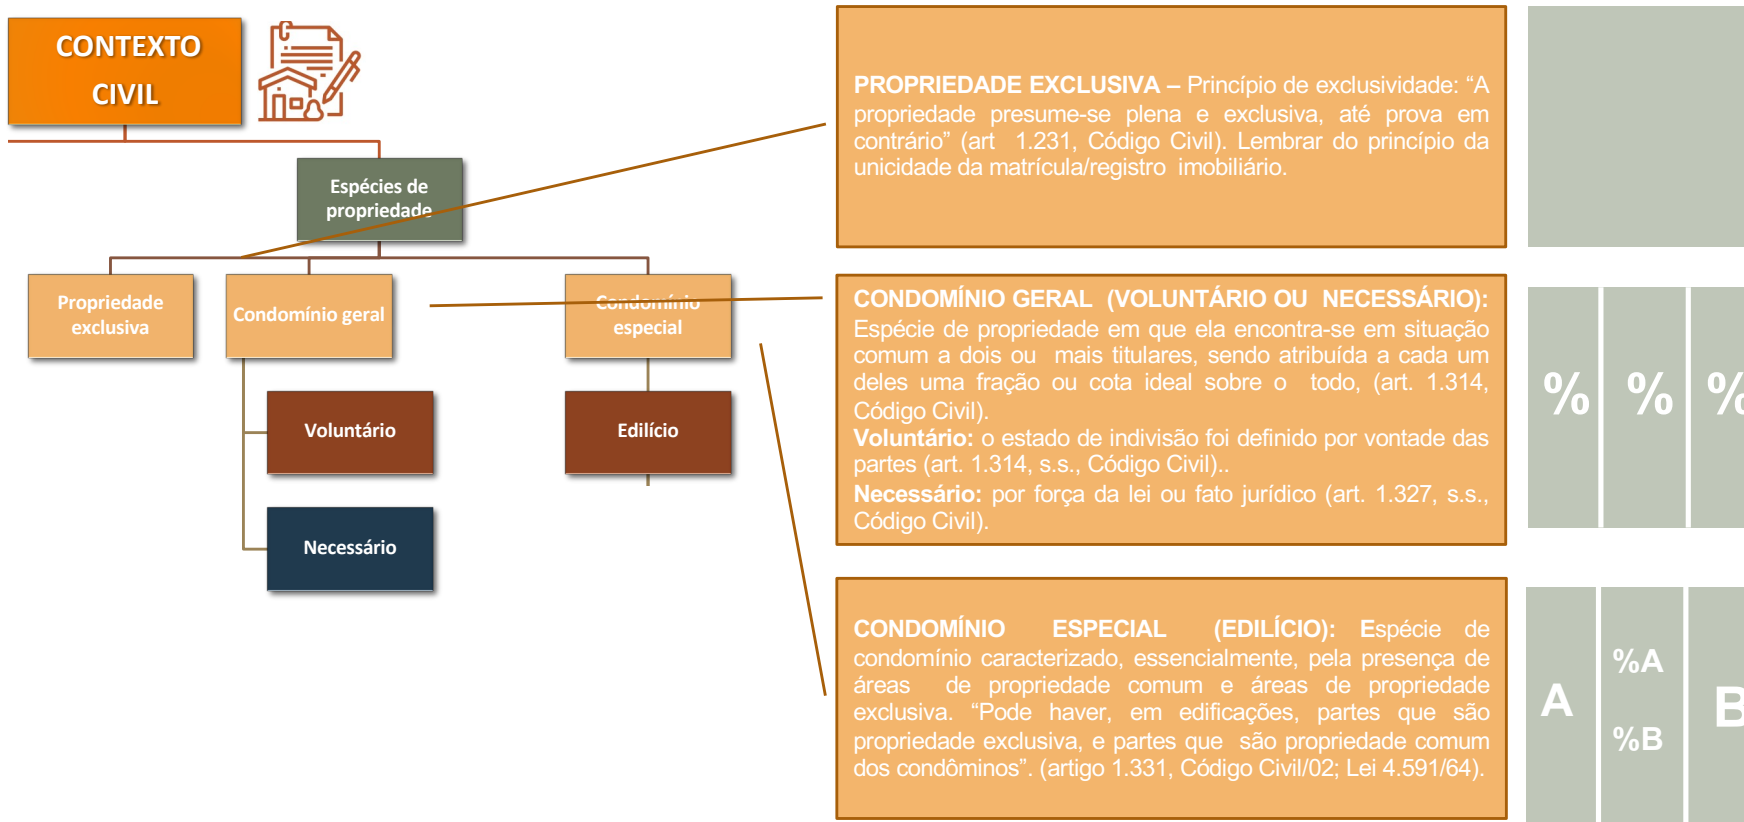 CONTEXTO
CIVIL
Espécies de
propriedade
Propriedade
exclusiva
Condomínio geral
Condomínio
especial
Voluntário
Edilício
Necessário
PROPRIEDADE EXCLUSIVA – Princípio de exclusividade: “A
propriedade presume-se plena e exclusiva, até prova em
contrário” (art 1.231, Código Civil). Lembrar do princípio da
unicidade da matrícula/registro imobiliário.
CONDOMÍNIO GERAL (VOLUNTÁRIO OU NECESSÁRIO):
Espécie de propriedade em que ela encontra-se em situação
comum a dois ou mais titulares, sendo atribuída a cada um
deles uma fração ou cota ideal sobre o todo, (art. 1.314,
Código Civil).
Voluntário: o estado de indivisão foi definido por vontade das
partes (art. 1.314, s.s., Código Civil)..
Necessário: por força da lei ou fato jurídico (art. 1.327, s.s.,
Código Civil).
% % %
CONDOMÍNIO ESPECIAL (EDILÍCIO): Espécie de
condomínio caracterizado, essencialmente, pela presença de
áreas de propriedade comum e áreas de propriedade
exclusiva. “Pode haver, em edificações, partes que são
propriedade exclusiva, e partes que são propriedade comum
dos condôminos”. (artigo 1.331, Código Civil/02; Lei 4.591/64).
A
%A
%B
B